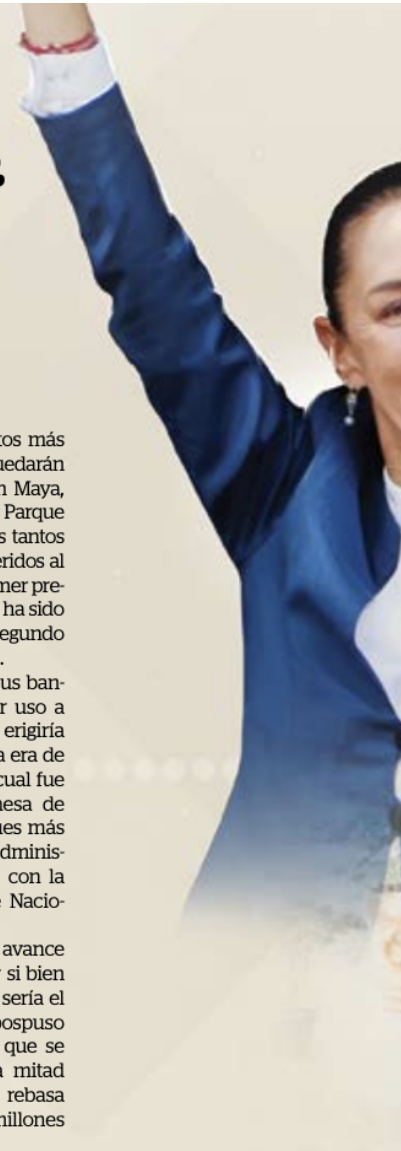 tos más
uedarán
n Maya,
Parque
s tantos
eridos al
mer pre-
ha sido
egundo
.
us ban-
r uso a
erigiría
a era de
cual fue
nesa de
ues más
dminis-
con la
e Nacio-
avance
si bien
sería el
pospuso
que se
a mitad
rebasa
millones